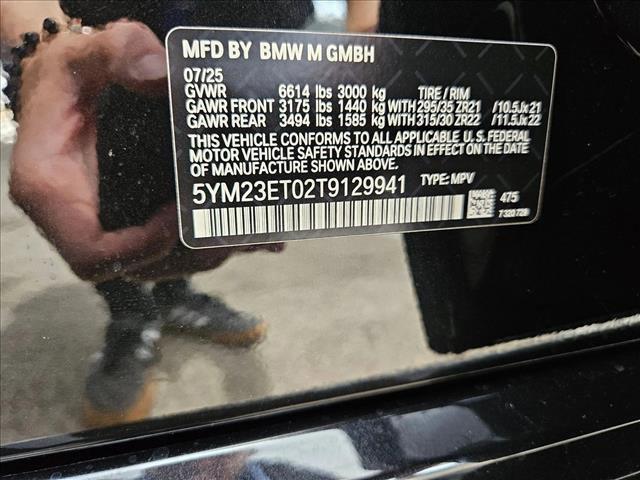 MFD BY BMW M GMBH
07/25
GVWR 6614 lbs 3000 kg TIRE / RIM
GAWR FRONT 3175 lbs 1440 kg WITH 295/35 ZR21 /10.5Jx21
GAWR REAR 3494 lbs 1585 kg WITH 315/30 ZR22 /11.5Jx22
THIS VEHICLE CONFORMS TO ALL APPLICABLE U.S. FEDERAL
MOTOR VEHICLE SAFETY STANDARDS IN EFFECT ON THE DATE
OF MANUFACTURE SHOWN ABOVE.
5YM23ET02T9129941 TYPE: MPV
475